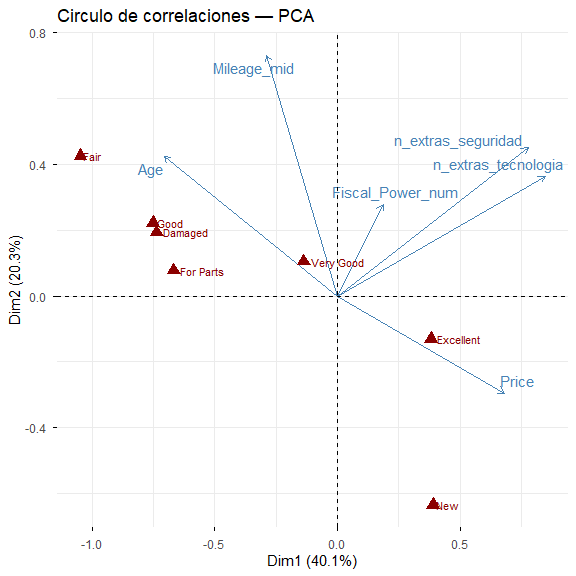 Circulo de correlaciones — PCA
0.8
Mileage_mid
n_extras_seguridad
Fair
0.4
n_extras_tecnologia
Age
Fiscal_Power_num
Good
Damaged
Very Good
For Parts
Dim2 (20.3%)
0.0
Excellent
Price
-0.4
New
-1.0 -0.5 0.0 0.5
Dim1 (40.1%)